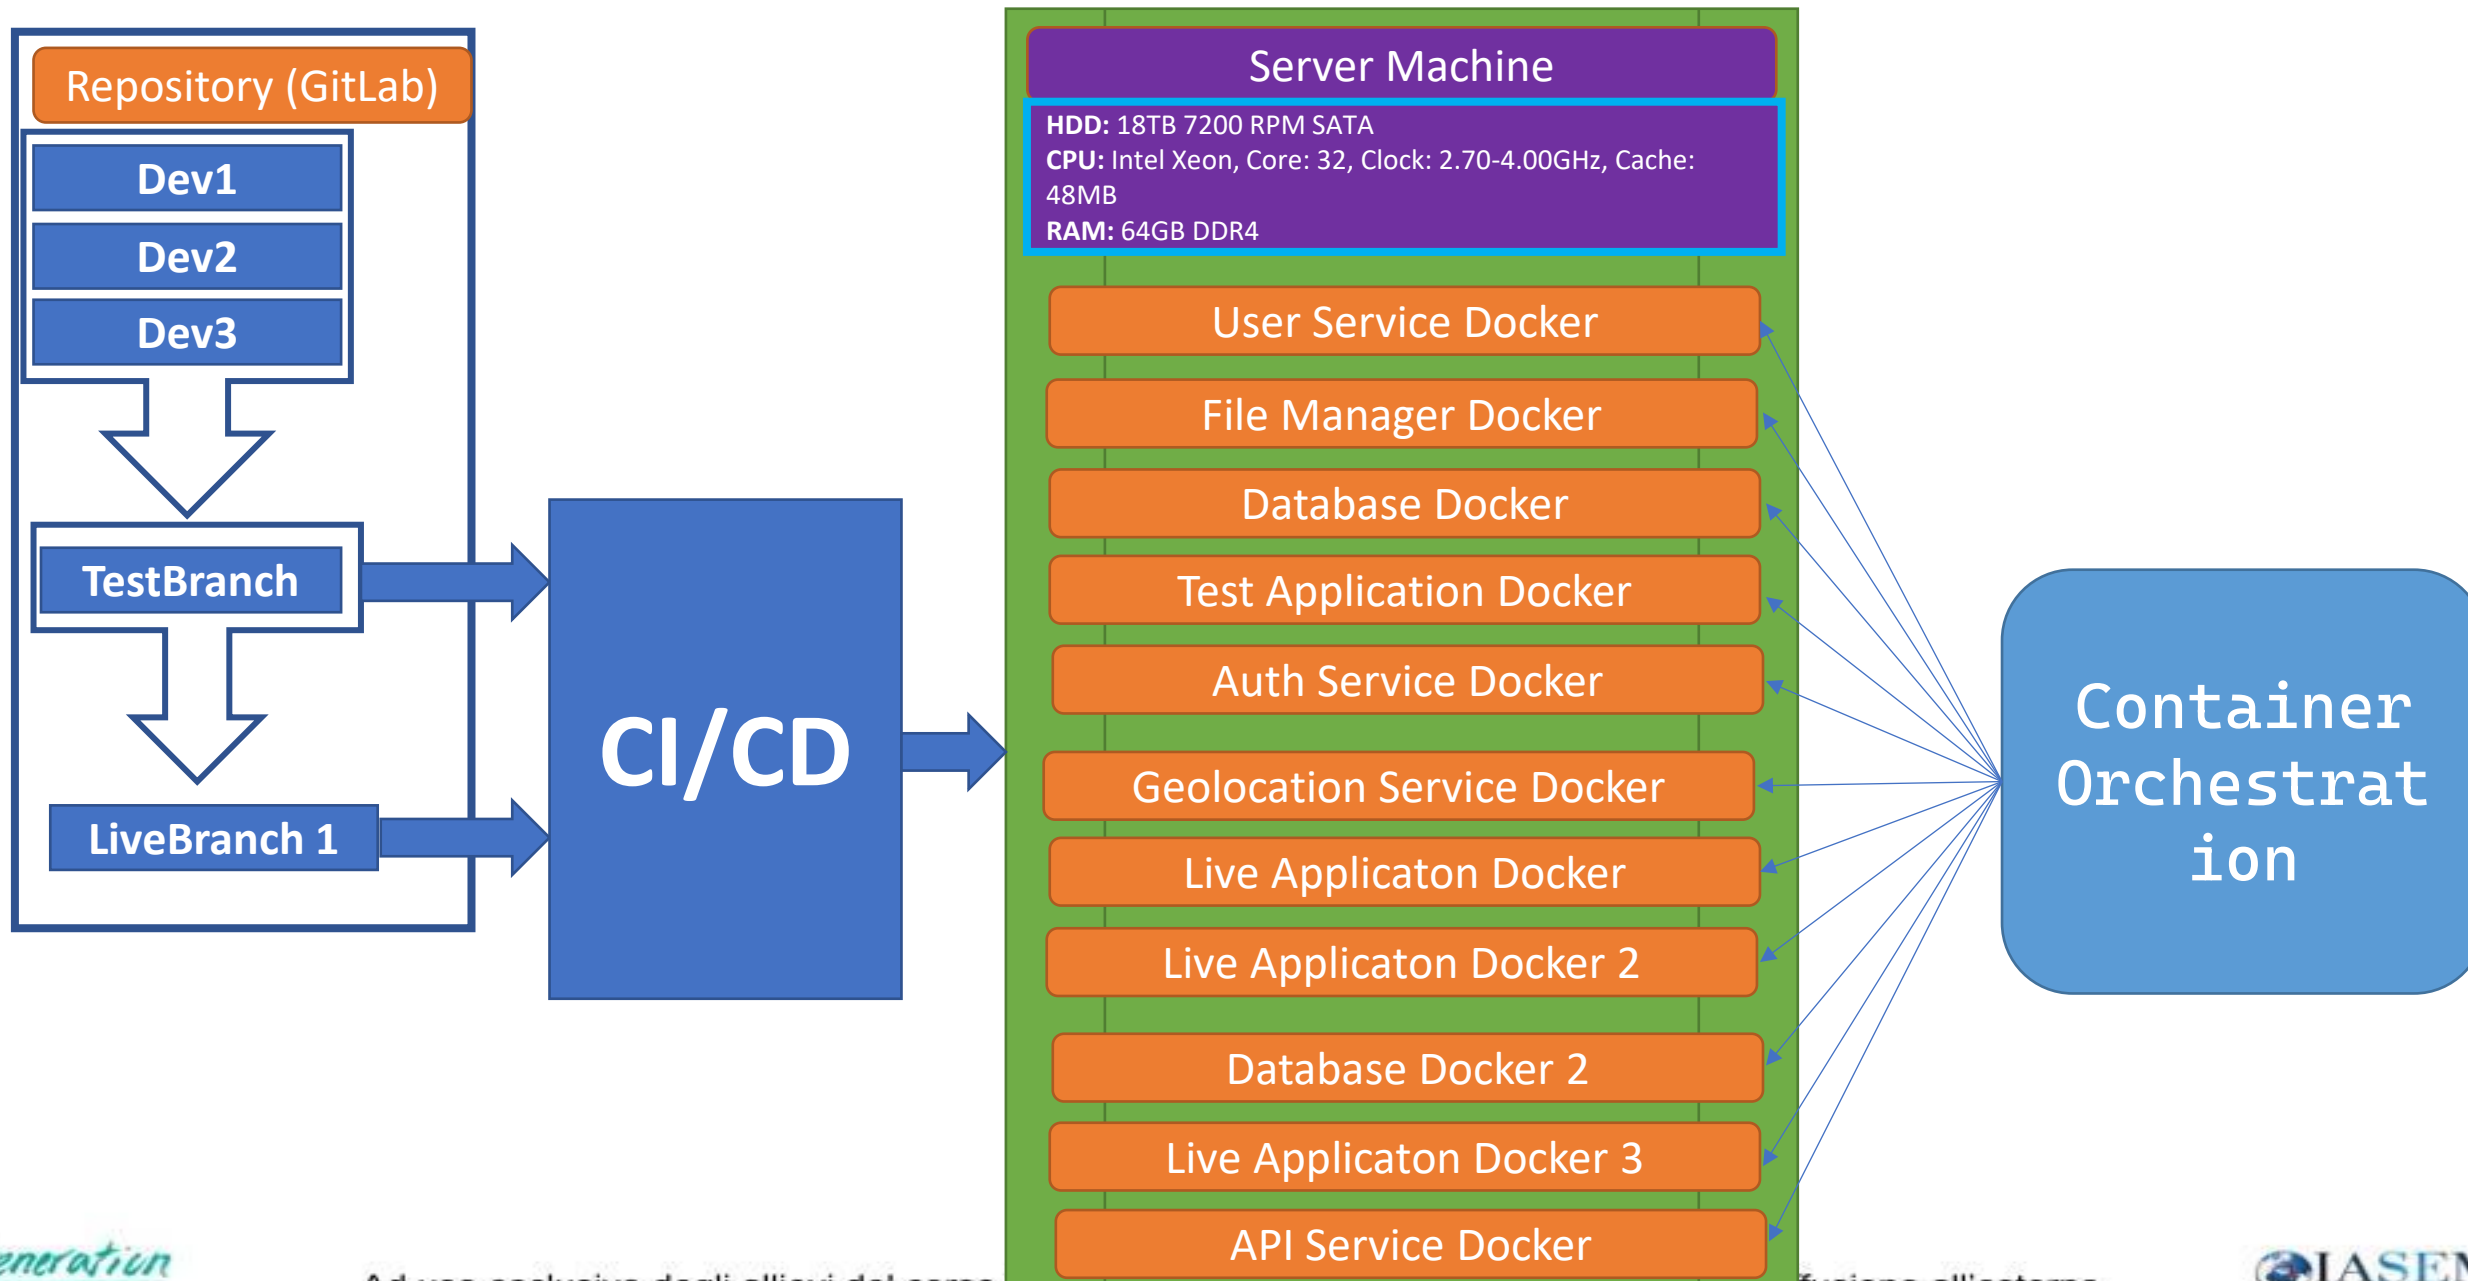 Repository (GitLab)
Dev1
Dev2
Dev3
TestBranch
LiveBranch 1
CI/CD
Server Machine
HDD: 18TB 7200 RPM SATA
CPU: Intel Xeon, Core: 32, Clock: 2.70-4.00GHz, Cache:
48MB
RAM: 64GB DDR4
User Service Docker
File Manager Docker
Database Docker
Test Application Docker
Auth Service Docker
Geolocation Service Docker
Live Applicaton Docker
Live Applicaton Docker 2
Database Docker 2
Live Applicaton Docker 3
API Service Docker
Container
Orchestrat
ion